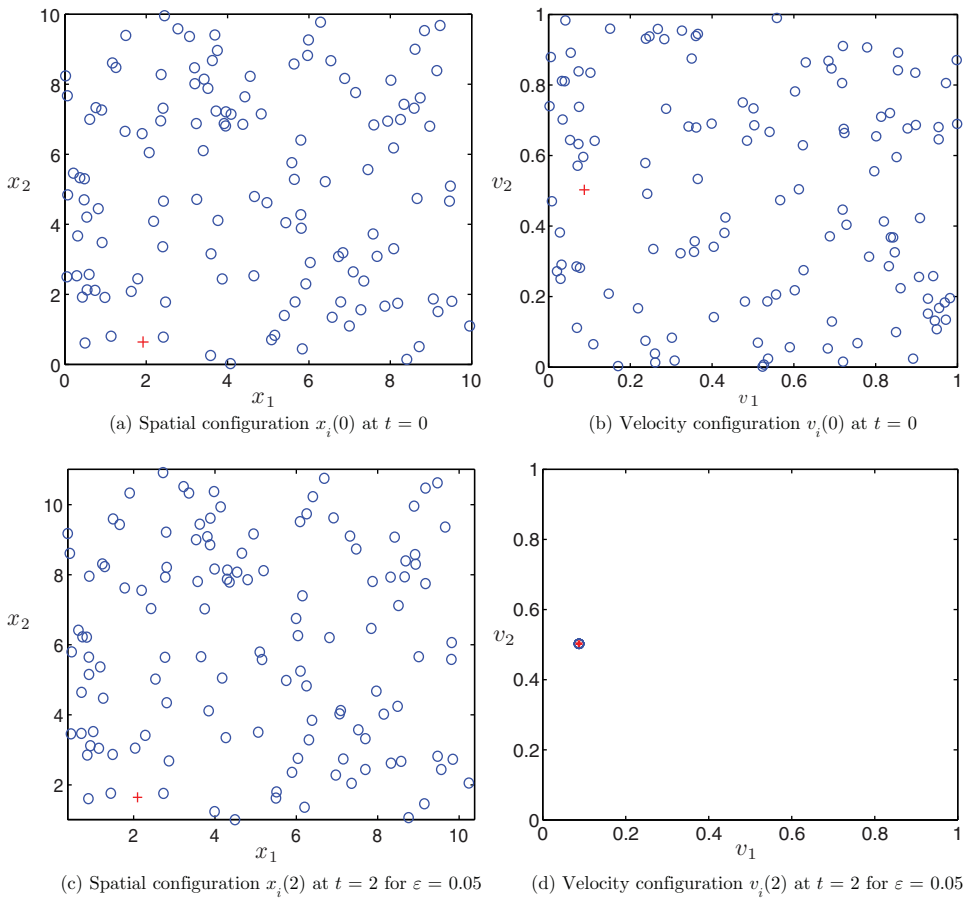 10
8
6
4
2
0
x₂
0 2 4 6 8 10
x₁
(a) Spatial configuration xᵢ(0) at t = 0
1
0.8
0.6
0.4
0.2
0
v₂
0 0.2 0.4 0.6 0.8 1
v₁
(b) Velocity configuration vᵢ(0) at t = 0
10
8
6
4
2
x₂
2 4 6 8 10
x₁
(c) Spatial configuration xᵢ(2) at t = 2 for ε = 0.05
1
0.8
0.6
0.4
0.2
0
v₂
0 0.2 0.4 0.6 0.8 1
v₁
(d) Velocity configuration vᵢ(2) at t = 2 for ε = 0.05